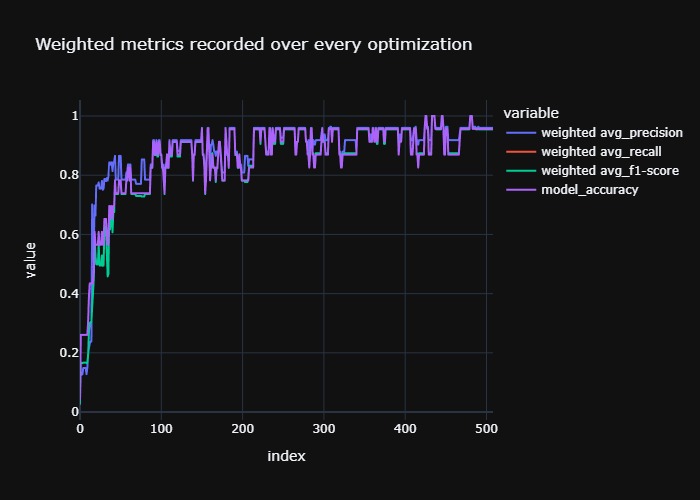 Weighted metrics recorded over every optimization
variable
weighted avg_precision
weighted avg_recall
weighted avg_f1-score
model_accuracy
value
1
0.8
0.6
0.4
0.2
0
0 100 200 300 400 500
index